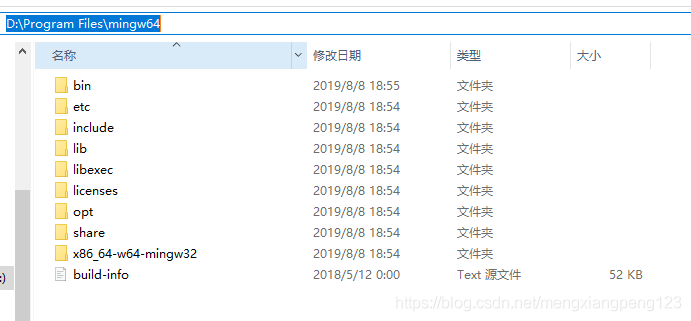 D:\Program Files\mingw64
名称 修改日期 类型 大小
bin 2019/8/8 18:55 文件夹
etc 2019/8/8 18:54 文件夹
include 2019/8/8 18:54 文件夹
lib 2019/8/8 18:54 文件夹
libexec 2019/8/8 18:54 文件夹
licenses 2019/8/8 18:54 文件夹
opt 2019/8/8 18:54 文件夹
share 2019/8/8 18:54 文件夹
x86_64-w64-mingw32 2019/8/8 18:54 文件夹
:) build-info 2018/5/12 0:00 Text 源文件 52 KB
https://blog.csdn.net/mengxiangpeng123